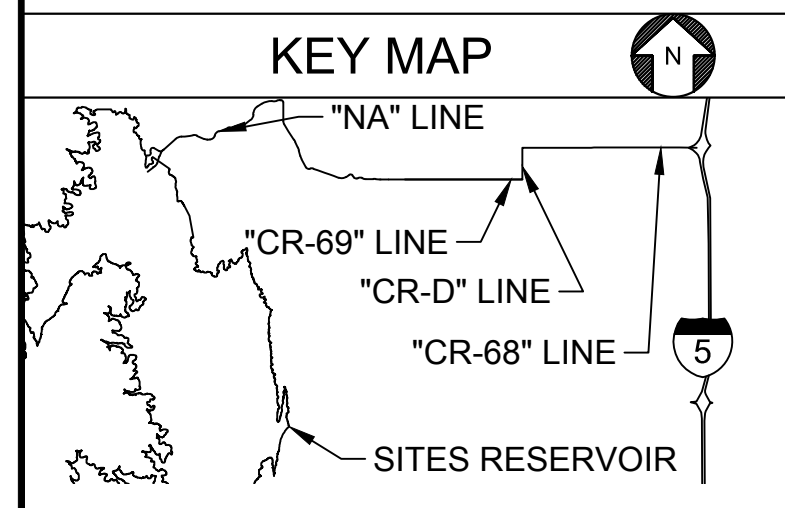 KEY MAP
N
"NA" LINE
"CR-69" LINE
"CR-D" LINE
"CR-68" LINE
5
SITES RESERVOIR